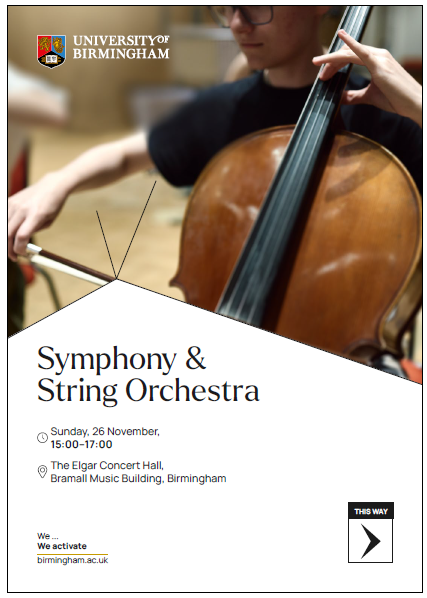 UNIVERSITY OF
BIRMINGHAM
Symphony &
String Orchestra
Sunday, 26 November,
15:00–17:00
The Elgar Concert Hall,
Bramall Music Building, Birmingham
THIS WAY
We ...
We activate
birmingham.ac.uk